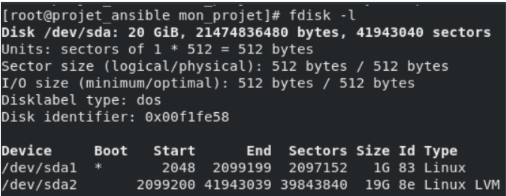 [root@projet_ansible mon_projet]# fdisk -l
Disk /dev/sda: 20 GiB, 21474836480 bytes, 41943040 sectors
Units: sectors of 1 * 512 = 512 bytes
Sector size (logical/physical): 512 bytes / 512 bytes
I/O size (minimum/optimal): 512 bytes / 512 bytes
Disklabel type: dos
Disk identifier: 0x00f1fe58

Device     Boot   Start      End  Sectors Size Id Type
/dev/sda1  *       2048  2099199  2097152   1G 83 Linux
/dev/sda2       2099200 41943039 39843840  19G 8e Linux LVM